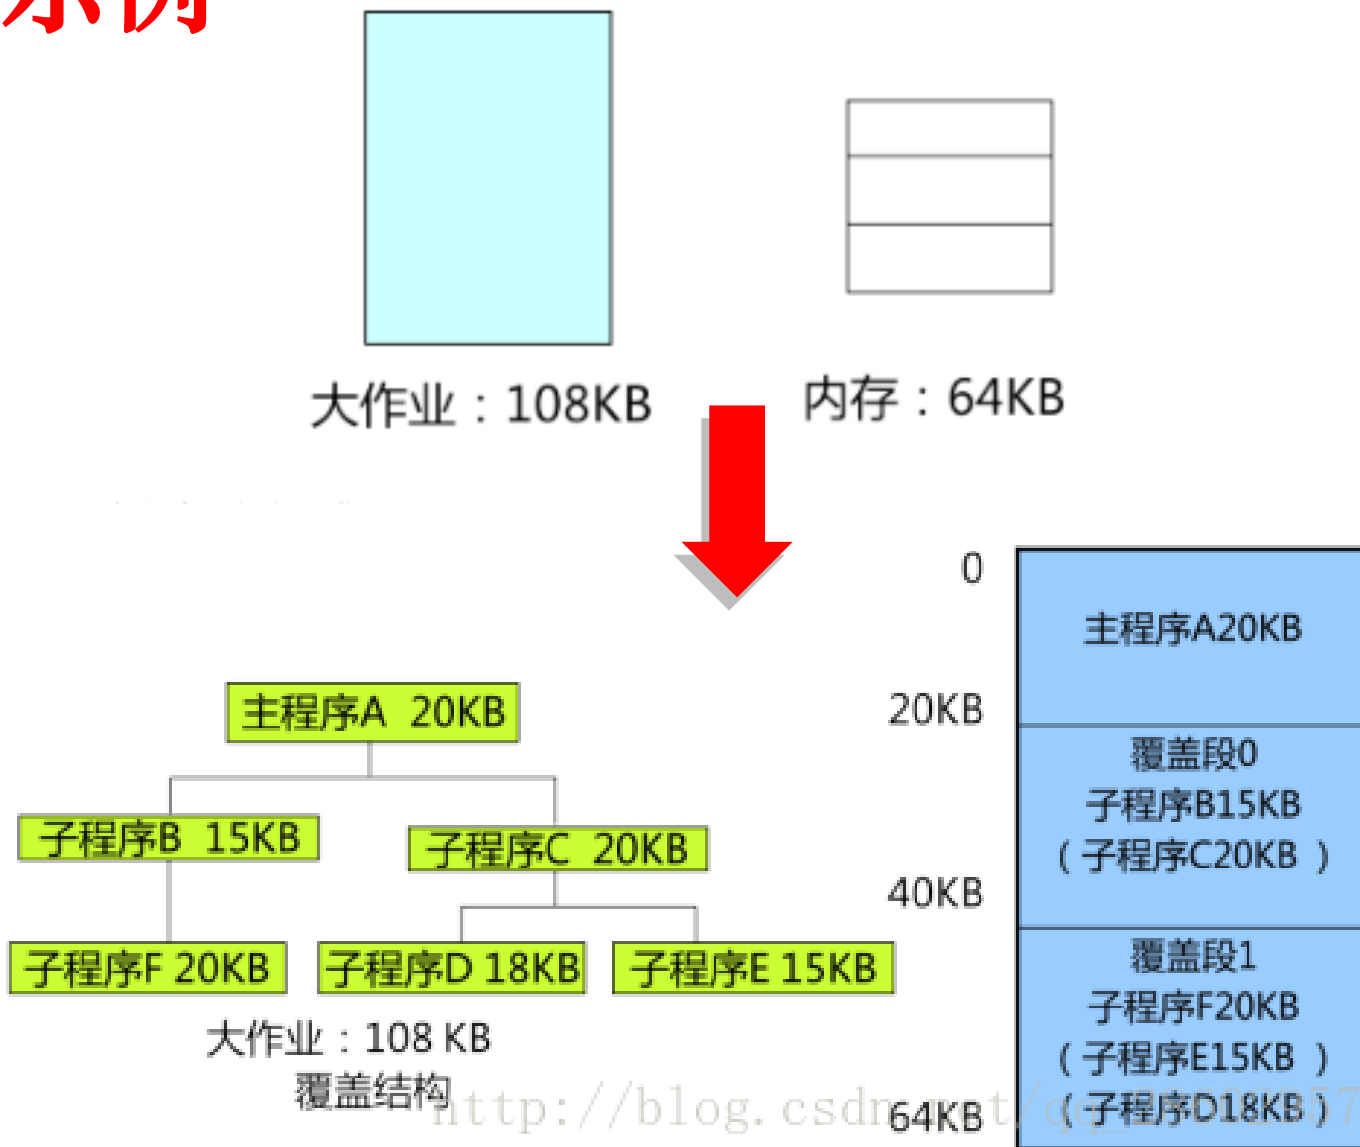 示例
大作业：108KB
内存：64KB
主程序A 20KB
子程序B 15KB
子程序C 20KB
子程序F 20KB
子程序D 18KB
子程序E 15KB
大作业：108 KB
覆盖结构
0
主程序A20KB
20KB
覆盖段0
子程序B15KB
（子程序C20KB ）
40KB
覆盖段1
子程序F20KB
（子程序E15KB ）
（子程序D18KB ）
64KB
http://blog.csdn.net/